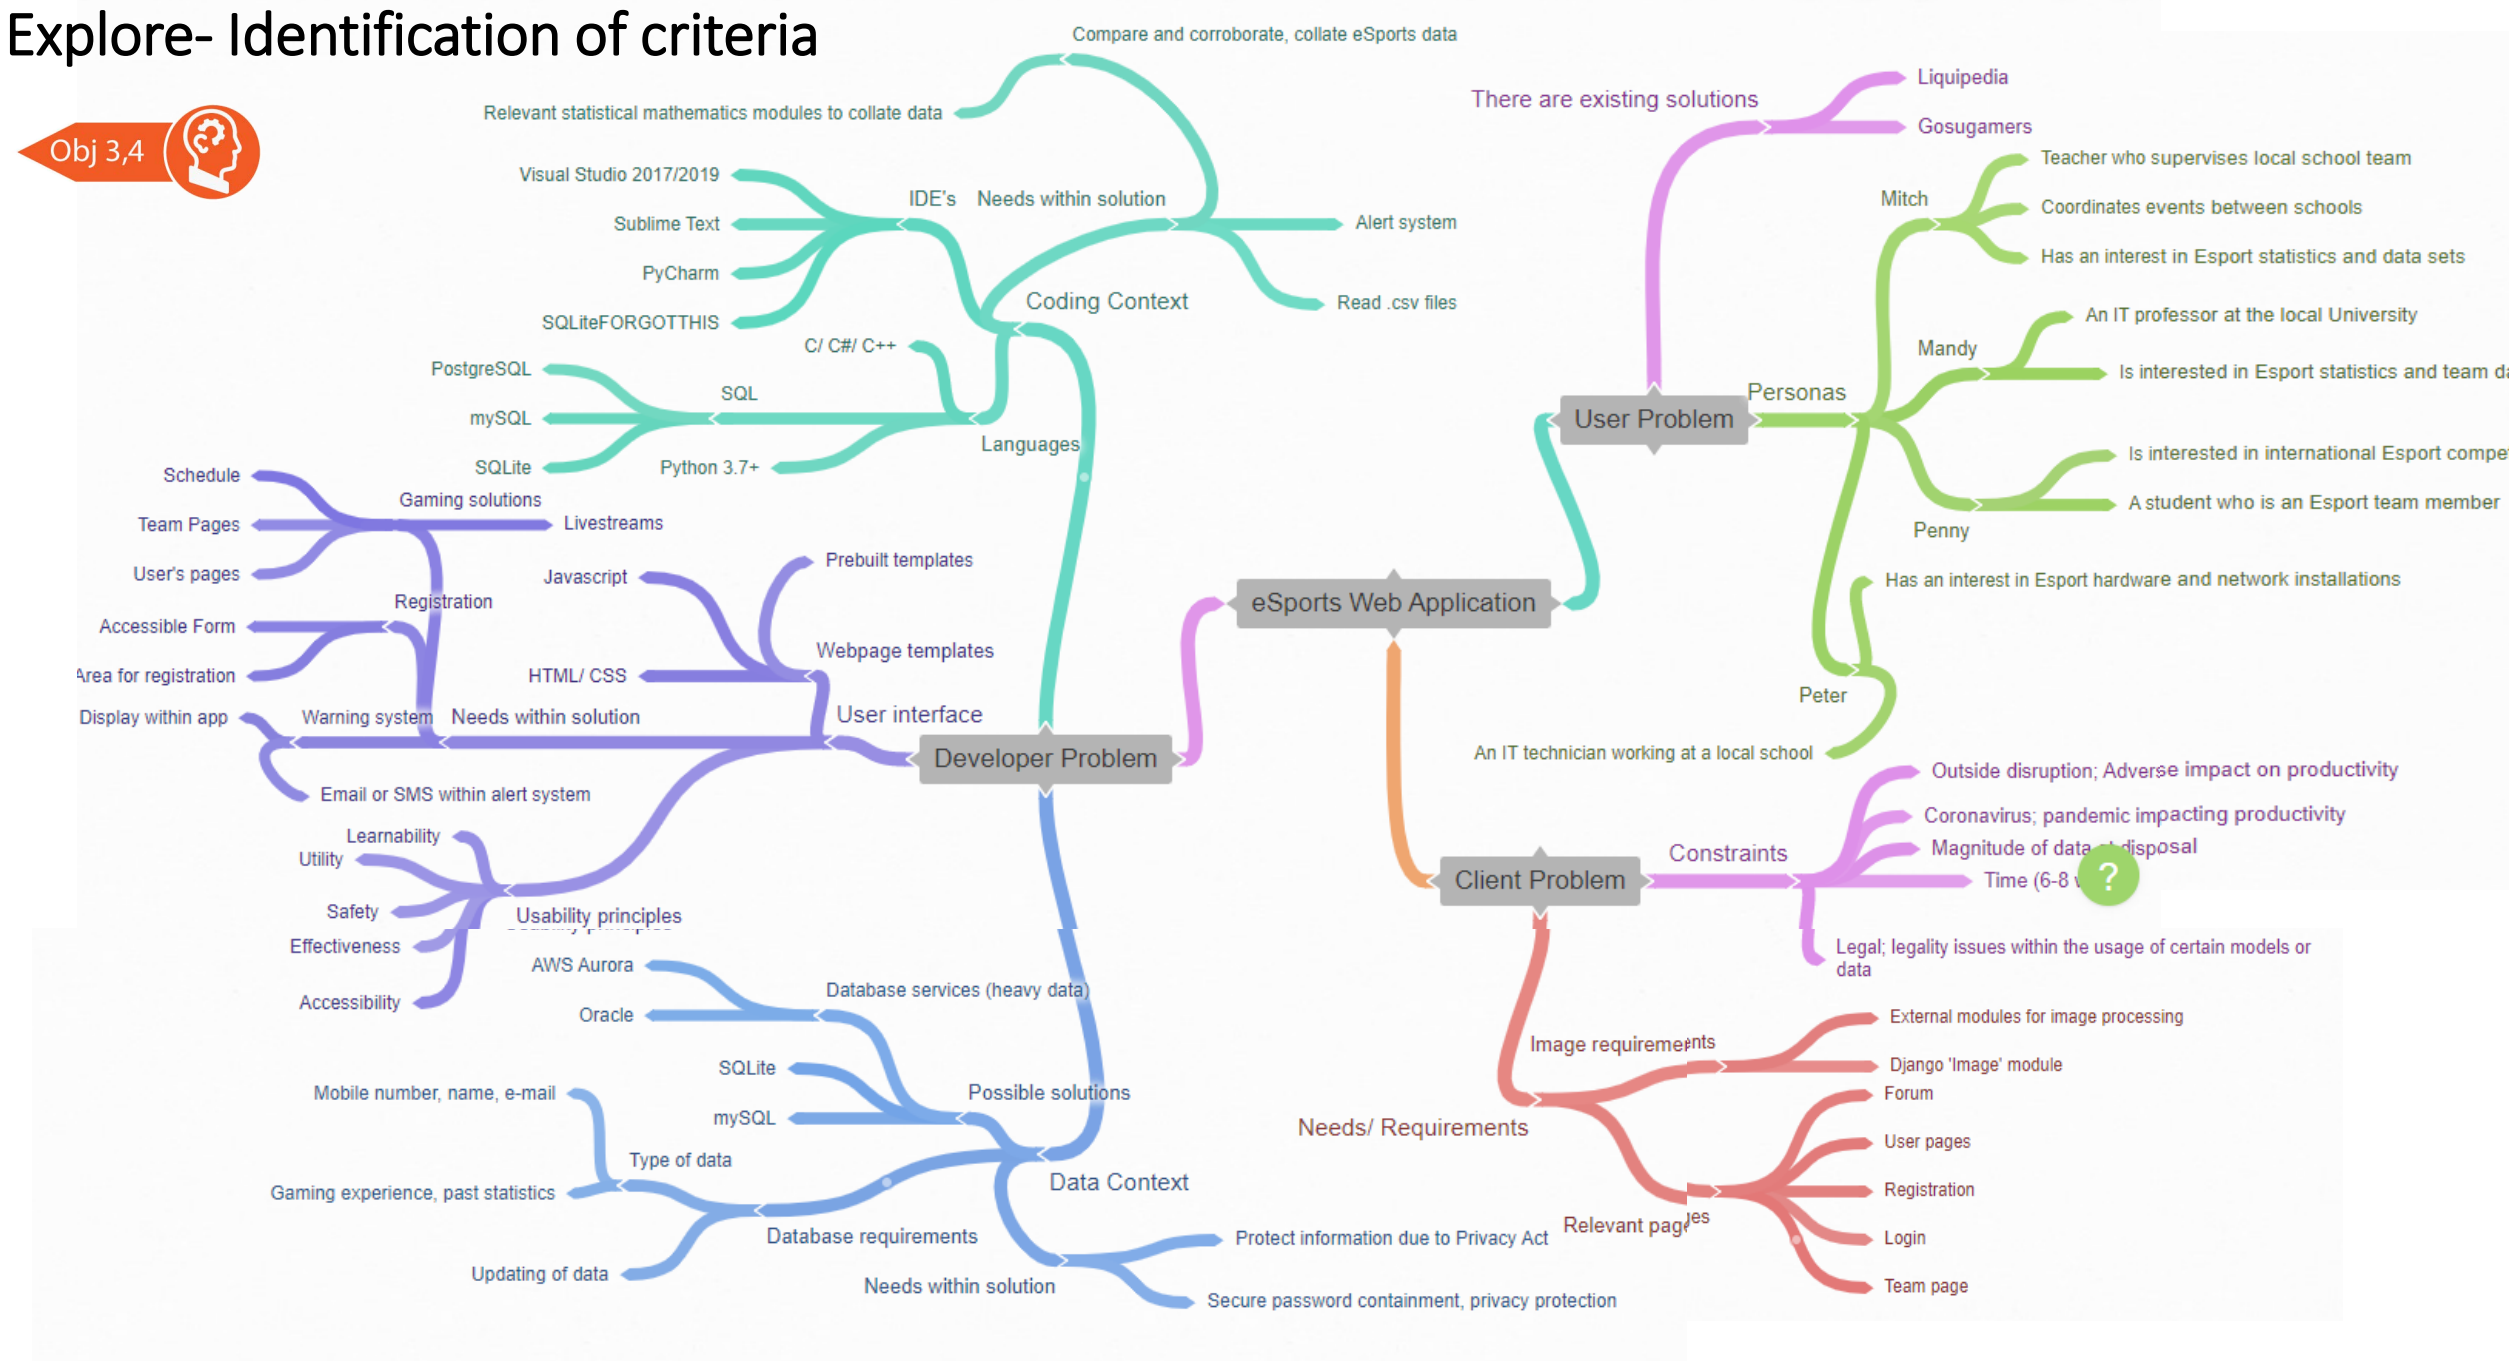 Explore- Identification of criteria
Obj 3,4
Compare and corroborate, collate eSports data
Relevant statistical mathematics modules to collate data
Visual Studio 2017/2019
Sublime Text
PyCharm
SQLiteFORGOTTHIS
IDE's
Needs within solution
Alert system
Read .csv files
Coding Context
C/ C#/ C++
PostgreSQL
mySQL
SQLite
SQL
Python 3.7+
Languages
Schedule
Team Pages
User's pages
Gaming solutions
Livestreams
Registration
Accessible Form
Area for registration
Display within app
Warning system
Needs within solution
Email or SMS within alert system
Javascript
Prebuilt templates
HTML/ CSS
Webpage templates
User interface
Learnability
Utility
Safety
Effectiveness
Accessibility
Usability principles
Developer Problem
AWS Aurora
Oracle
Database services (heavy data)
SQLite
mySQL
Possible solutions
Mobile number, name, e-mail
Type of data
Gaming experience, past statistics
Updating of data
Database requirements
Data Context
Needs within solution
Protect information due to Privacy Act
Secure password containment, privacy protection
eSports Web Application
There are existing solutions
Liquipedia
Gosugamers
User Problem
Personas
Mitch
Teacher who supervises local school team
Coordinates events between schools
Has an interest in Esport statistics and data sets
Mandy
An IT professor at the local University
Is interested in Esport statistics and team
Penny
Is interested in international Esport
A student who is an Esport team member
Peter
Has an interest in Esport hardware and network installations
An IT technician working at a local school
Client Problem
Constraints
Outside disruption; Adverse impact on productivity
Coronavirus; pandemic impacting productivity
Magnitude of data disposal
Time (6-8
?
Legal; legality issues within the usage of certain models or
data
Needs/ Requirements
Image requirements
External modules for image processing
Django 'Image' module
Relevant pages
Forum
User pages
Registration
Login
Team page